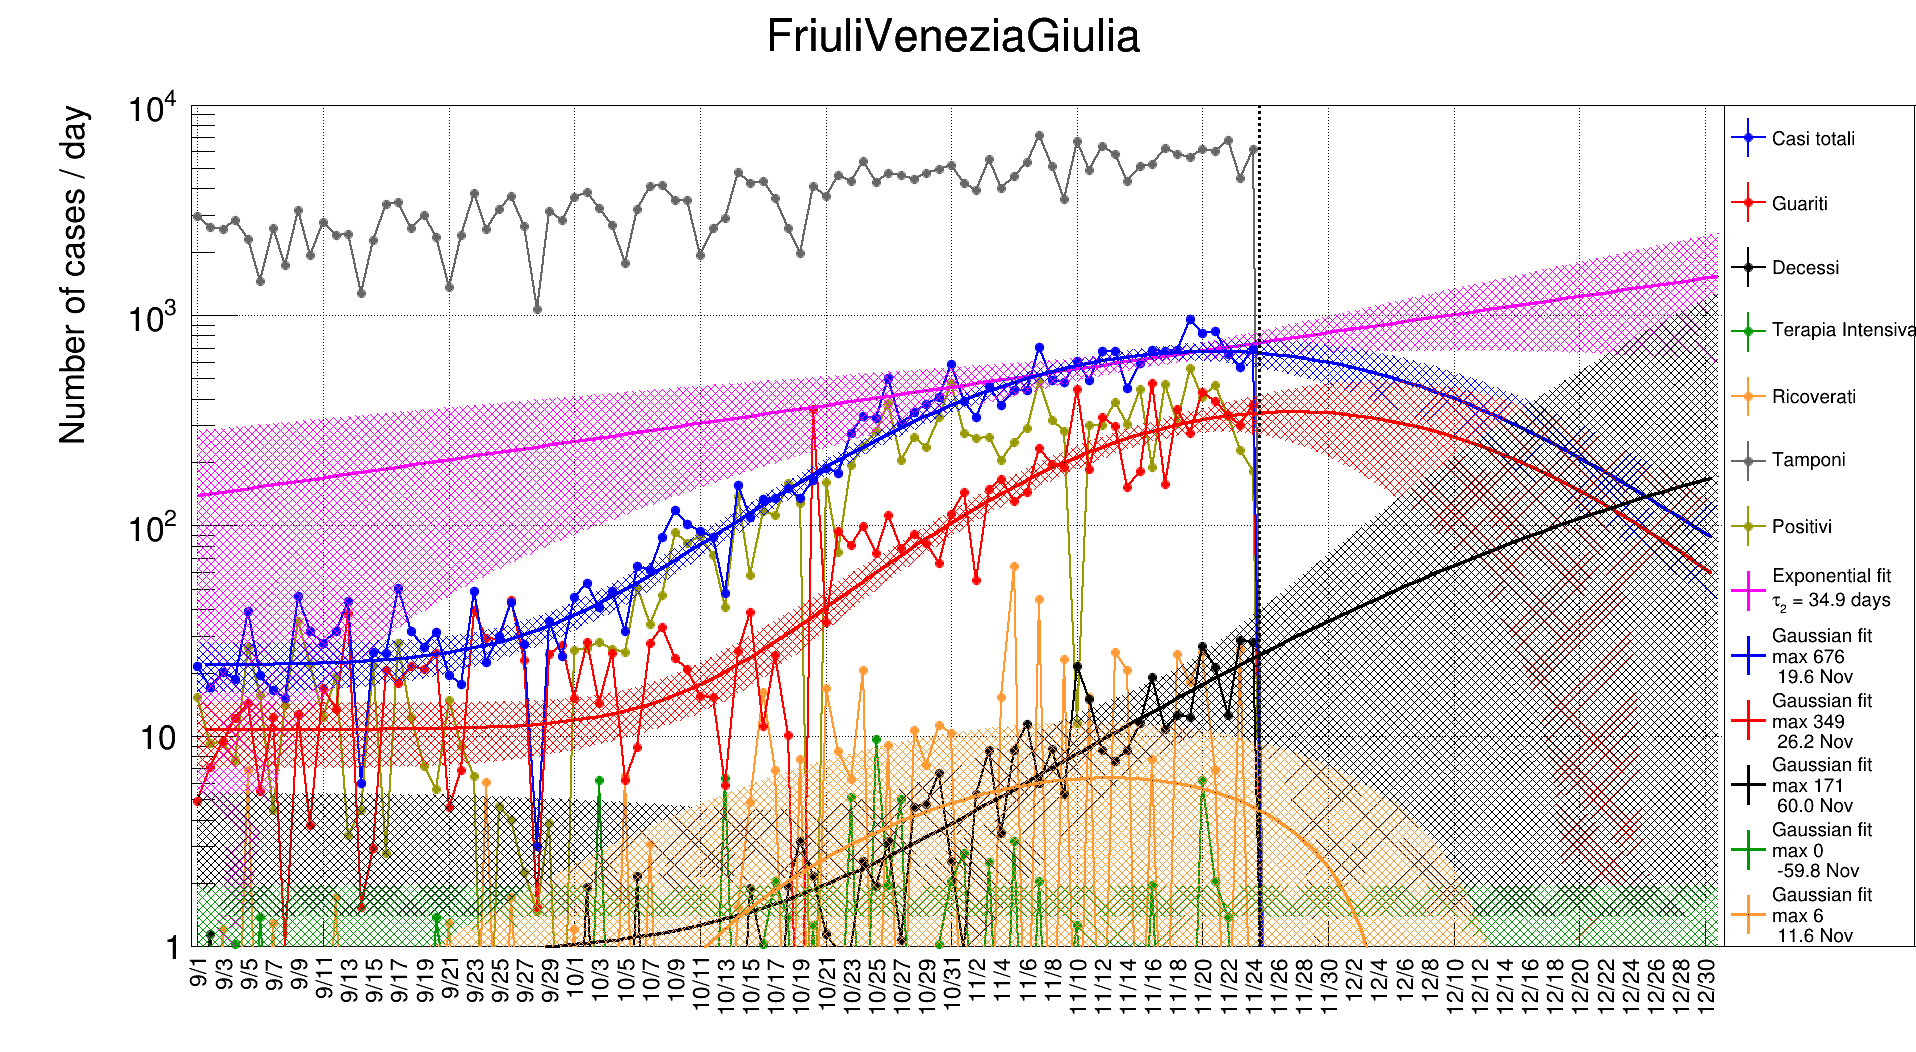 FriuliVeneziaGiulia
Number of cases / day
10^4
10^3
10^2
10
1
9/1
9/3
9/5
9/7
9/9
9/11
9/13
9/15
9/17
9/19
9/21
9/23
9/25
9/27
9/29
10/1
10/3
10/5
10/7
10/9
10/11
10/13
10/15
10/17
10/19
10/21
10/23
10/25
10/27
10/29
10/31
11/2
11/4
11/6
11/8
11/10
11/12
11/14
11/16
11/18
11/20
11/22
11/24
11/26
11/28
11/30
12/2
12/4
12/6
12/8
12/10
12/12
12/14
12/16
12/18
12/20
12/22
12/24
12/26
12/28
12/30
Casi totali
Guariti
Decessi
Terapia Intensiva
Ricoverati
Tamponi
Positivi
Exponential fit
τ₂ = 34.9 days
Gaussian fit
max 676
19.6 Nov
Gaussian fit
max 349
26.2 Nov
Gaussian fit
max 171
60.0 Nov
Gaussian fit
max 0
-59.8 Nov
Gaussian fit
max 6
11.6 Nov